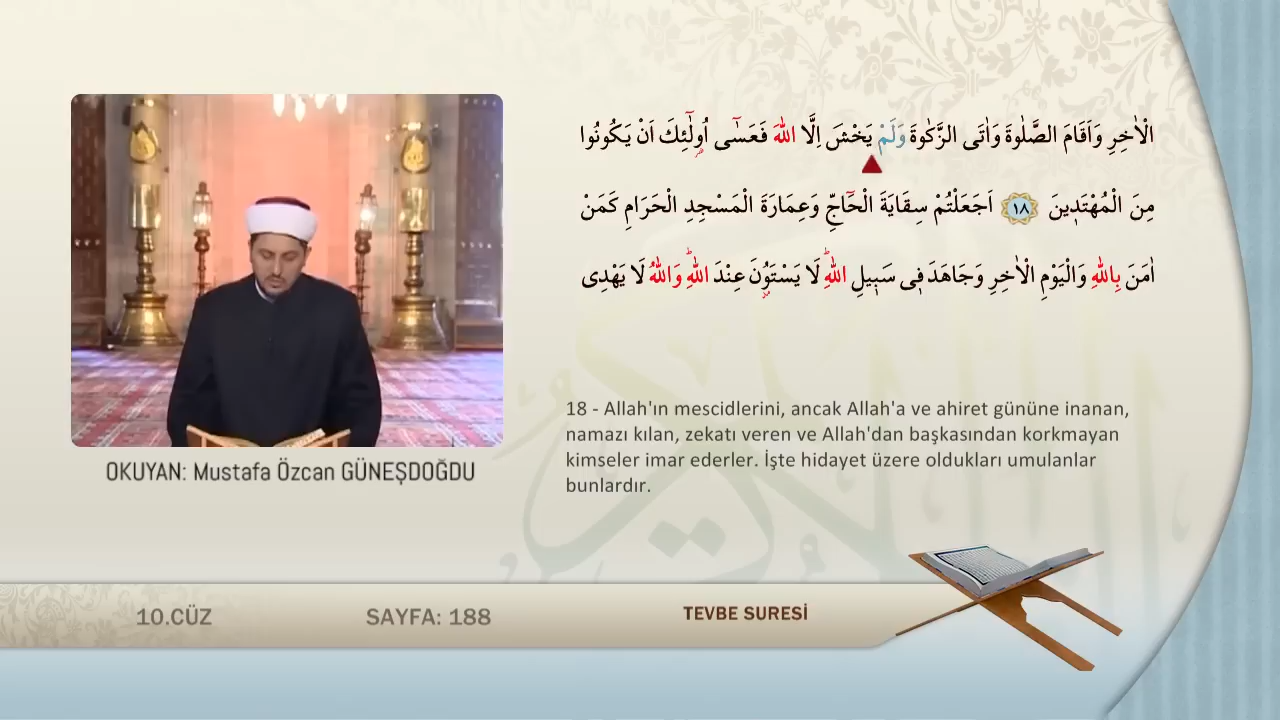 الْاٰخِرِ وَاَقَامَ الصَّلٰوةَ وَاٰتَى الزَّكٰوةَ وَلَمْ يَخْشَ اِلَّا اللّٰهَ فَعَسٰٓى اُو۬لٰٓئِكَ اَنْ يَكُونُوا
مِنَ الْمُهْتَد۪ينَ ﴿١٨﴾ اَجَعَلْتُمْ سِقَايَةَ الْحَٓاجِّ وَعِمَارَةَ الْمَسْجِدِ الْحَرَامِ كَمَنْ
اٰمَنَ بِاللّٰهِ وَالْيَوْمِ الْاٰخِرِ وَجَاهَدَ ف۪ي سَب۪يلِ اللّٰهِۜ لَا يَسْتَوُ۫نَ عِنْدَ اللّٰهِۜ وَاللّٰهُ لَا يَهْدِى
18 - Allah'ın mescidlerini, ancak Allah'a ve ahiret gününe inanan,
namazı kılan, zekatı veren ve Allah'dan başkasından korkmayan
kimseler imar ederler. İşte hidayet üzere oldukları umulanlar
bunlardır.
OKUYAN: Mustafa Özcan GÜNEŞDOĞDU
10.CÜZ
SAYFA: 188
TEVBE SURESİ